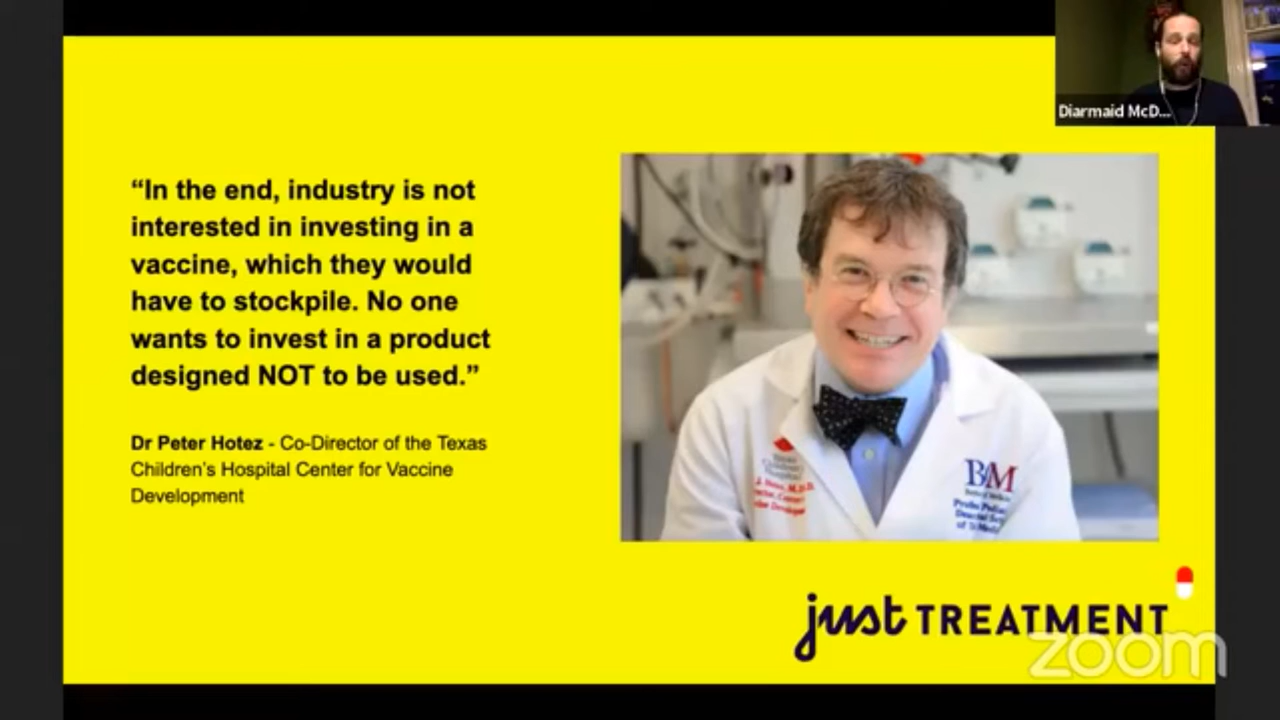 Diarmaid McD...
“In the end, industry is not
interested in investing in a
vaccine, which they would
have to stockpile. No one
wants to invest in a product
designed NOT to be used.”
Dr Peter Hotez - Co-Director of the Texas
Children’s Hospital Center for Vaccine
Development
BCM
just TREATMENT
zoom